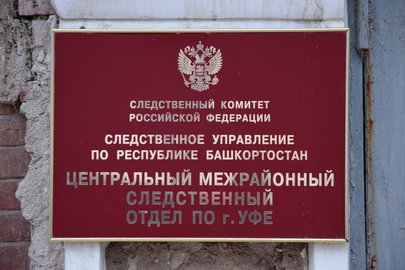 СЛЕДСТВЕННЫЙ КОМИТЕТ
РОССИЙСКОЙ ФЕДЕРАЦИИ
СЛЕДСТВЕННОЕ УПРАВЛЕНИЕ
ПО РЕСПУБЛИКЕ БАШКОРТОСТАН
ЦЕНТРАЛЬНЫЙ МЕЖРАЙОННЫЙ
СЛЕДСТВЕННЫЙ
ОТДЕЛ ПО г.УФЕ